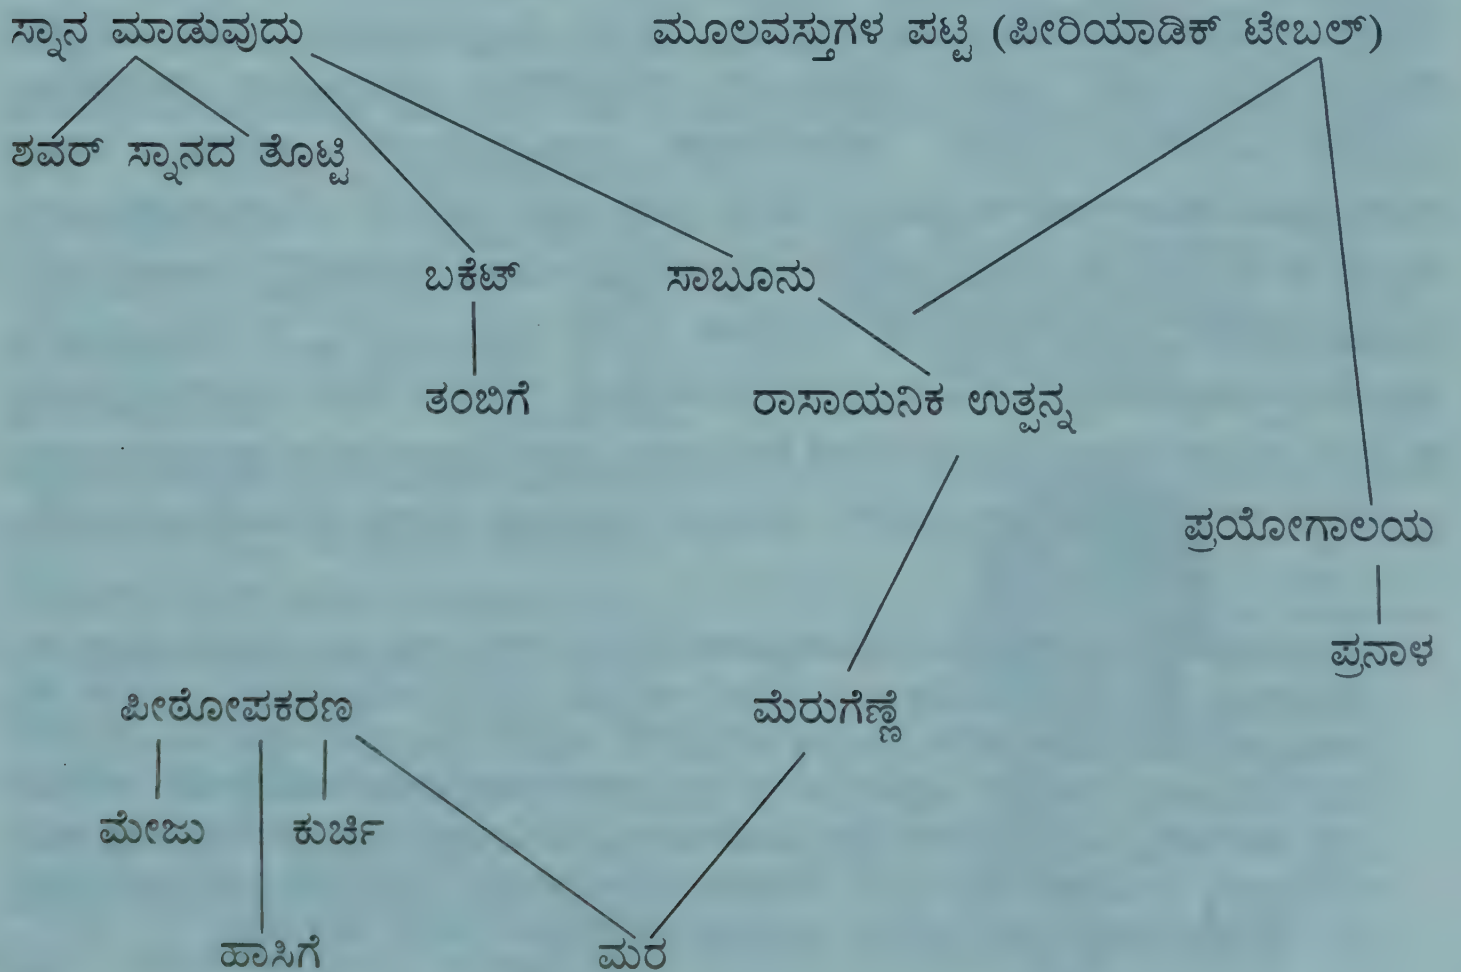 ಸ್ನಾನ ಮಾಡುವುದು ಮೂಲವಸ್ತುಗಳ ಪಟ್ಟಿ (ಪೀರಿಯಾಡಿಕ್ ಟೇಬಲ್)
ಶವರ್ ಸ್ನಾನದ ತೊಟ್ಟಿ
ಬಕೆಟ್ ಸಾಬೂನು
ತಂಬಿಗೆ ರಾಸಾಯನಿಕ ಉತ್ಪನ್ನ
ಪ್ರಯೋಗಾಲಯ
ಪ್ರನಾಳ
ಪೀಠೋಪಕರಣ ಮೆರುಗೆಣ್ಣೆ
ಮೇಜು ಕುರ್ಚಿ
ಹಾಸಿಗೆ ಮರ